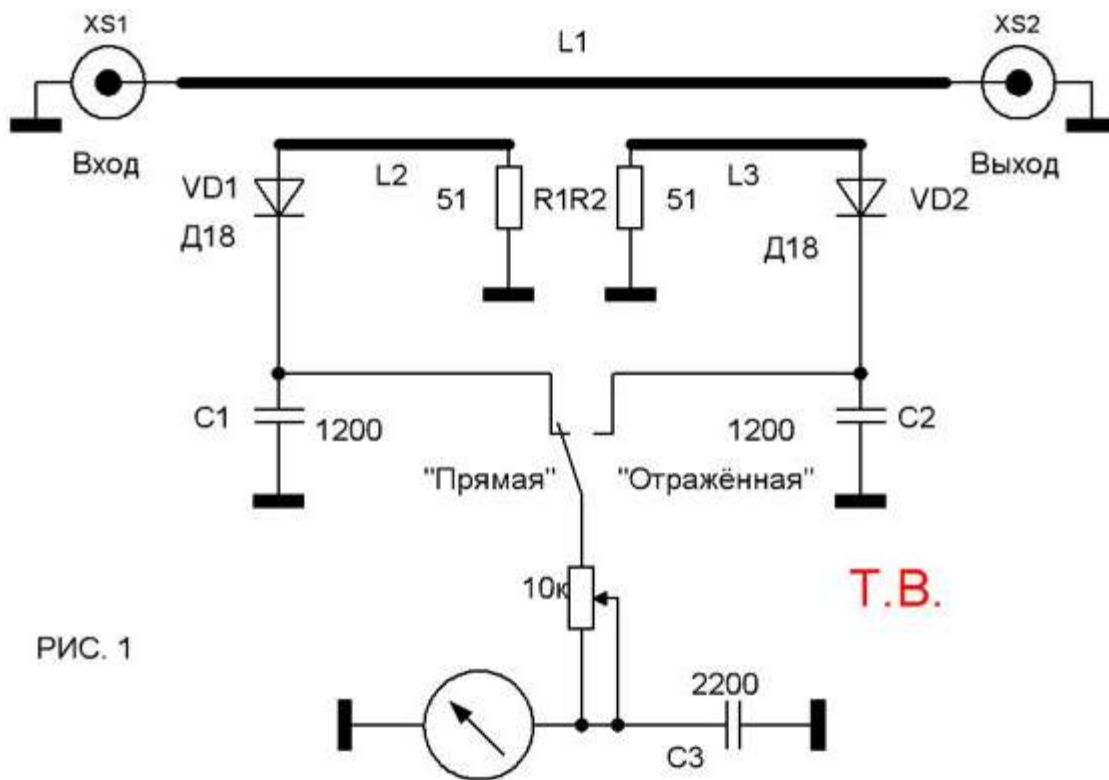 XS1
L1
XS2
Вход
Выход
VD1
L2
51
R1R2
51
L3
VD2
Д18
Д18
C1
1200
1200
C2
"Прямая"
"Отражённая"
10к
Т.В.
РИС. 1
2200
C3